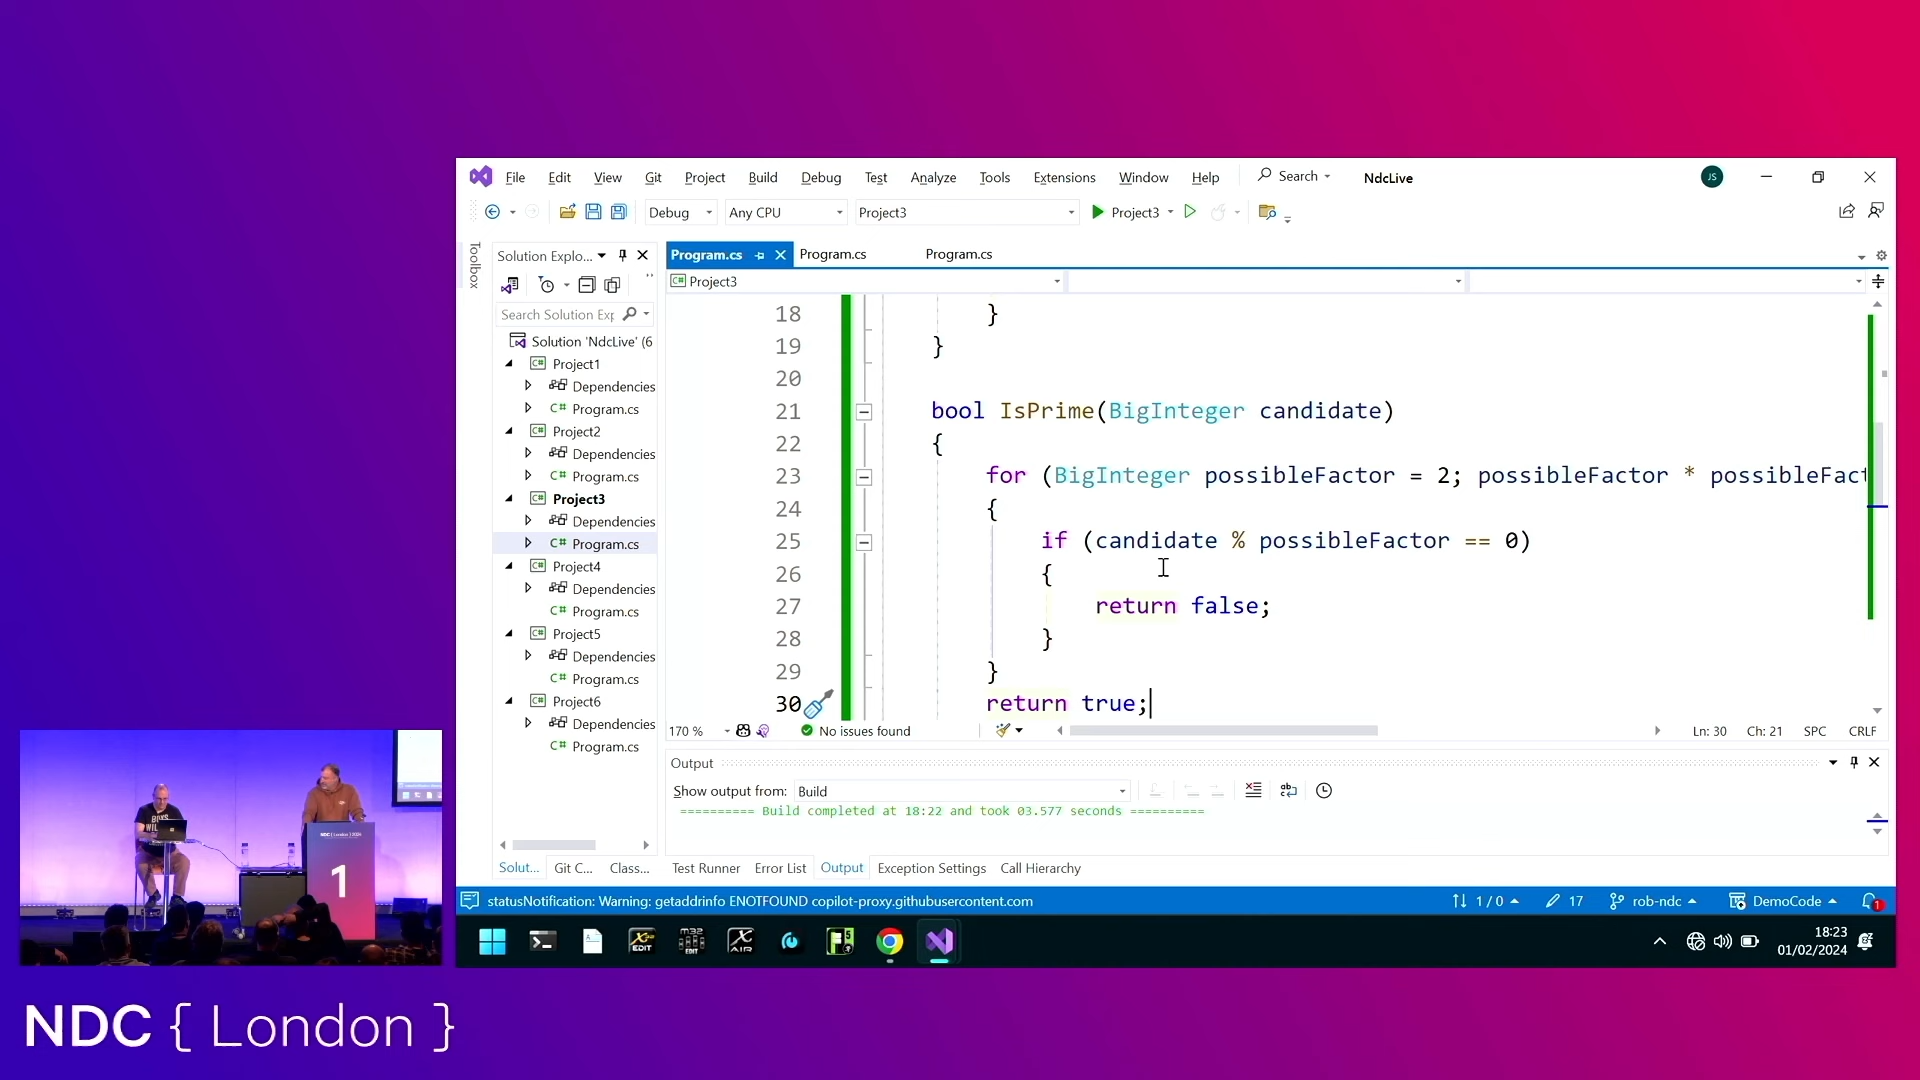 File Edit View Git Project Build Debug Test Analyze Tools Extensions Window Help Search NdcLive JS
Debug Any CPU Project3 Project3
Toolbox
Solution Explo...
Program.cs Program.cs Program.cs
Project3
Search Solution Exp
Solution 'NdcLive' (6
Project1
Dependencies
C# Program.cs
Project2
Dependencies
C# Program.cs
Project3
Dependencies
C# Program.cs
Project4
Dependencies
C# Program.cs
Project5
Dependencies
C# Program.cs
Project6
Dependencies
C# Program.cs
18 }
19 }
20
21 bool IsPrime(BigInteger candidate)
22 {
23 for (BigInteger possibleFactor = 2; possibleFactor * possibleFact
24 {
25 if (candidate % possibleFactor == 0)
26 {
27 return false;
28 }
29 }
30 return true;
170 % No issues found Ln: 30 Ch: 21 SPC CRLF
Output
Show output from: Build
========== Build completed at 18:22 and took 03.577 seconds ==========
Solut... Git C... Class... Test Runner Error List Output Exception Settings Call Hierarchy
statusNotification: Warning: getaddrinfo ENOTFOUND copilot-proxy.githubusercontent.com 1 / 0 17 rob-ndc DemoCode 1
18:23
01/02/2024
NDC { London } 2024
1
NDC { London }